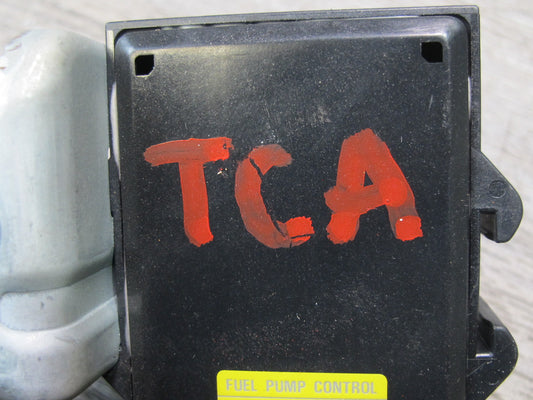 TCA
FUEL PUMP CONTROL